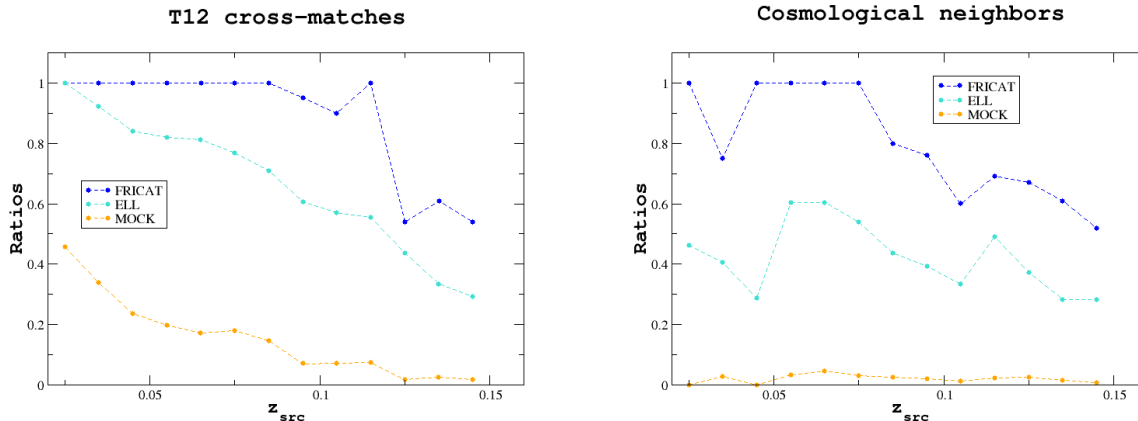 T12 cross-matches
1
0.8
0.6
0.4
0.2
0
Ratios
FRICAT
ELL
MOCK
0.05
0.1
0.15
z_src
Cosmological neighbors
1
0.8
0.6
0.4
0.2
0
Ratios
FRICAT
ELL
MOCK
0.05
0.1
0.15
z_src